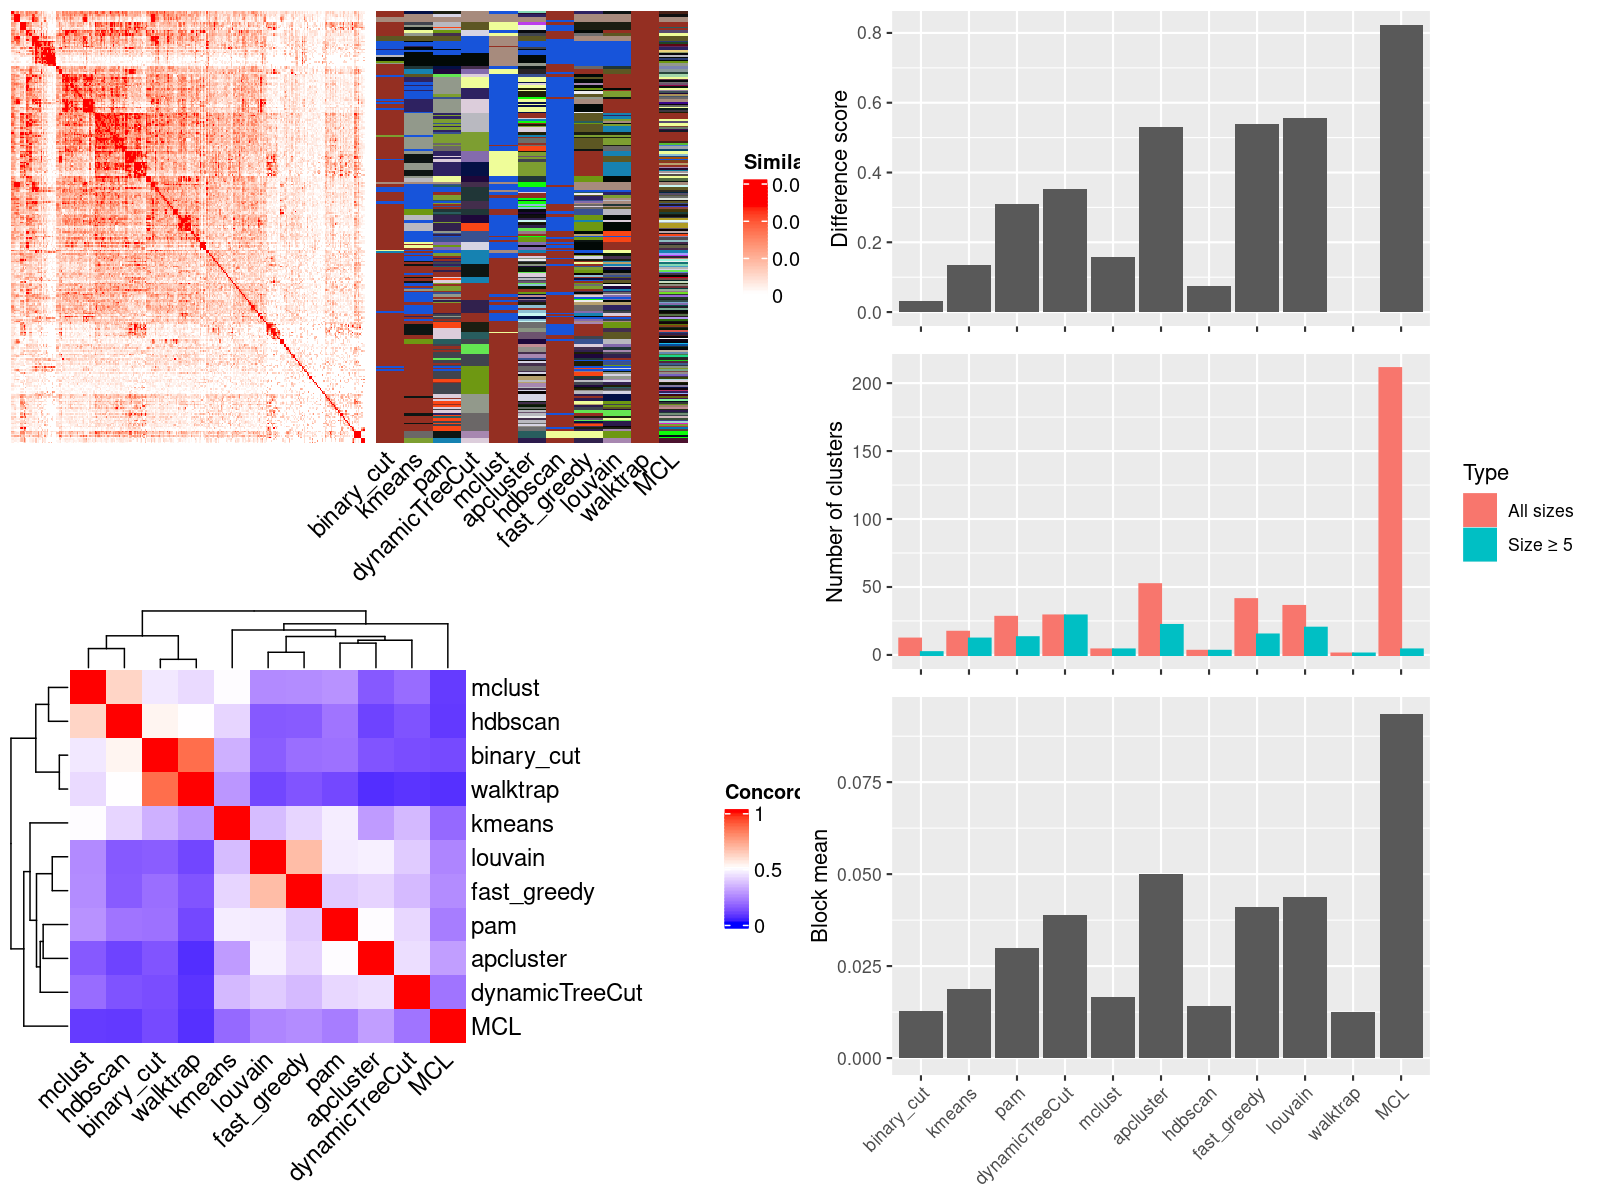 Simila
0.0
0.0
0.0
0
binary_cut
kmeans
pam
dynamicTreeCut
mclust
apcluster
hdbscan
fast_greedy
louvain
walktrap
MCL
mclust
hdbscan
binary_cut
walktrap
kmeans
louvain
fast_greedy
pam
apcluster
dynamicTreeCut
MCL
mclust
hdbscan
binary_cut
walktrap
kmeans
louvain
fast_greedy
pam
apcluster
dynamicTreeCut
MCL
Concord
1
0.5
0
Difference score
0.8
0.6
0.4
0.2
0.0
Number of clusters
200
150
100
50
0
Type
All sizes
Size ≥ 5
Block mean
0.075
0.050
0.025
0.000
binary_cut
kmeans
pam
dynamicTreeCut
mclust
apcluster
hdbscan
fast_greedy
louvain
walktrap
MCL